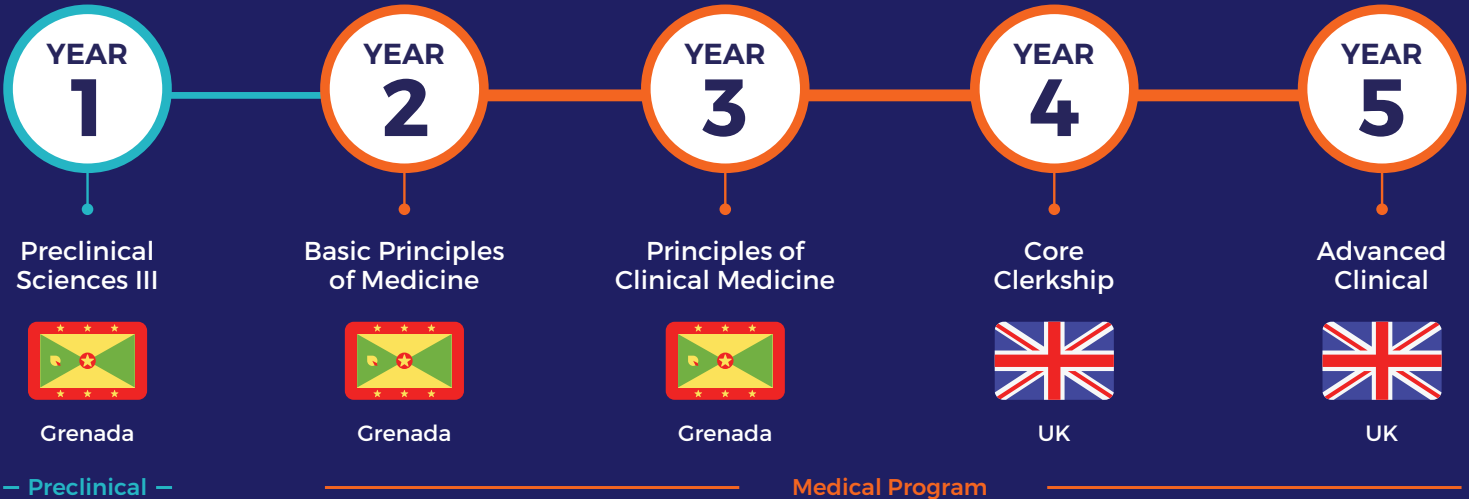 YEAR
1
YEAR
2
YEAR
3
YEAR
4
YEAR
5
Preclinical
Sciences III
Basic Principles
of Medicine
Principles of
Clinical Medicine
Core
Clerkship
Advanced
Clinical
Grenada
Grenada
Grenada
UK
UK
Preclinical
Medical Program